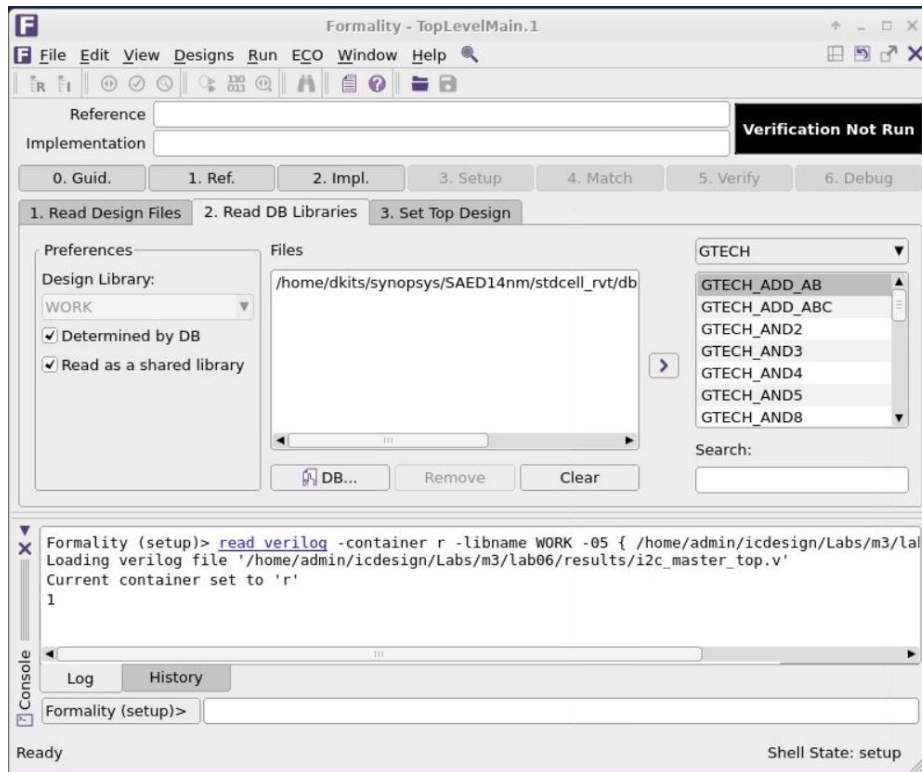 Formality - TopLevelMain.1
File Edit View Designs Run ECO Window Help
Reference
Implementation
Verification Not Run
0. Guid. 1. Ref. 2. Impl. 3. Setup 4. Match 5. Verify 6. Debug
1. Read Design Files 2. Read DB Libraries 3. Set Top Design
Preferences
Design Library:
WORK
Determined by DB
Read as a shared library
Files
/home/dkits/synopsys/SAED14nm/stdcell_rvt/db
DB... Remove Clear
GTECH
GTECH_ADD_AB
GTECH_ADD_ABC
GTECH_AND2
GTECH_AND3
GTECH_AND4
GTECH_AND5
GTECH_AND8
Search:
Formality (setup)> read_verilog -container r -libname WORK -05 { /home/admin/icdesign/Labs/m3/lab
Loading verilog file '/home/admin/icdesign/Labs/m3/lab06/results/i2c_master_top.v'
Current container set to 'r'
1
Console
Log History
Formality (setup)>
Ready Shell State: setup